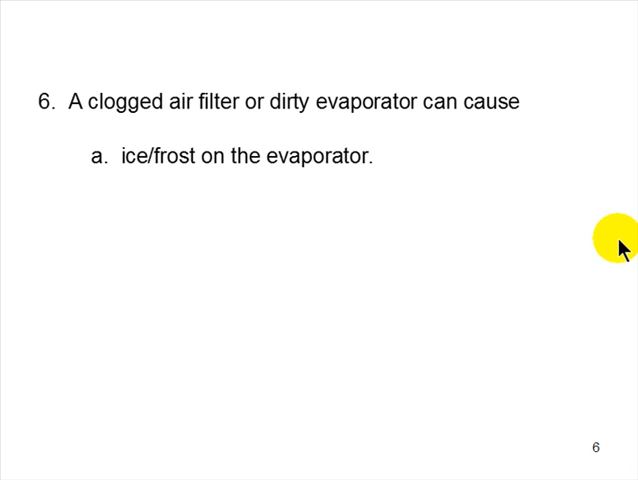 6. A clogged air filter or dirty evaporator can cause
a. ice/frost on the evaporator.
6